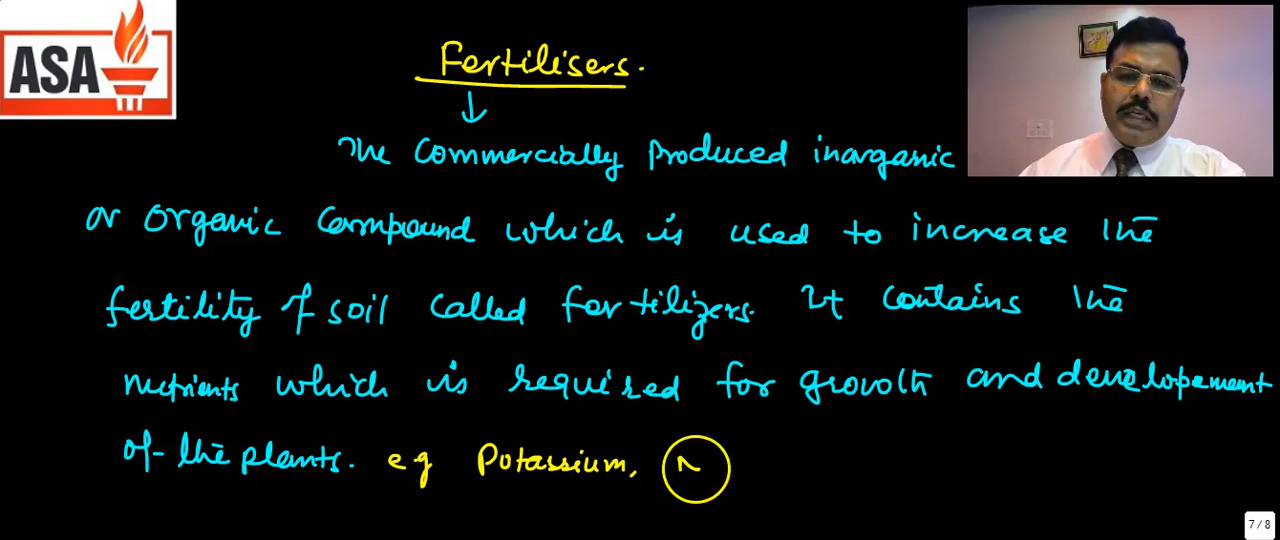 ASA
Fertilisers.
The commercially produced inarganic
or organic compound which is used to increase the
fertility of soil called fertilizers. It contains the
nutrients which is required for growth and developement
of the plants. eg Potassium, N
7/8